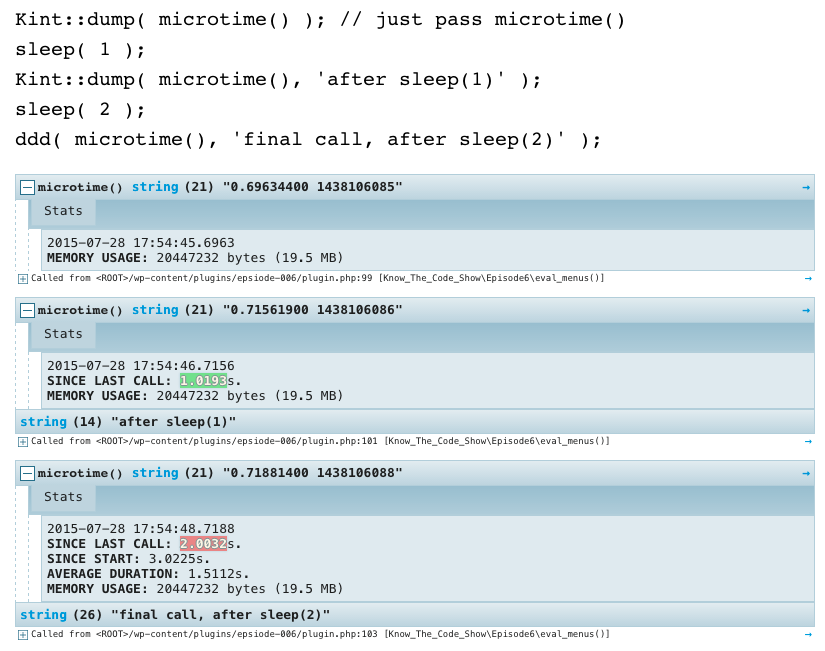 Kint::dump( microtime() ); // just pass microtime()
sleep( 1 );
Kint::dump( microtime(), 'after sleep(1)' );
sleep( 2 );
ddd( microtime(), 'final call, after sleep(2)' );
microtime() string (21) "0.69634400 1438106085" →
Stats
2015-07-28 17:54:45.6963
MEMORY USAGE: 20447232 bytes (19.5 MB)
Called from <ROOT>/wp-content/plugins/epsiode-006/plugin.php:99 [Know_The_Code_Show\Episode6\eval_menus()] →
microtime() string (21) "0.71561900 1438106086" →
Stats
2015-07-28 17:54:46.7156
SINCE LAST CALL: 1.0193s.
MEMORY USAGE: 20447232 bytes (19.5 MB)
string (14) "after sleep(1)"
Called from <ROOT>/wp-content/plugins/epsiode-006/plugin.php:101 [Know_The_Code_Show\Episode6\eval_menus()] →
microtime() string (21) "0.71881400 1438106088" →
Stats
2015-07-28 17:54:48.7188
SINCE LAST CALL: 2.0032s.
SINCE START: 3.0225s.
AVERAGE DURATION: 1.5112s.
MEMORY USAGE: 20447232 bytes (19.5 MB)
string (26) "final call, after sleep(2)"
Called from <ROOT>/wp-content/plugins/epsiode-006/plugin.php:103 [Know_The_Code_Show\Episode6\eval_menus()] →